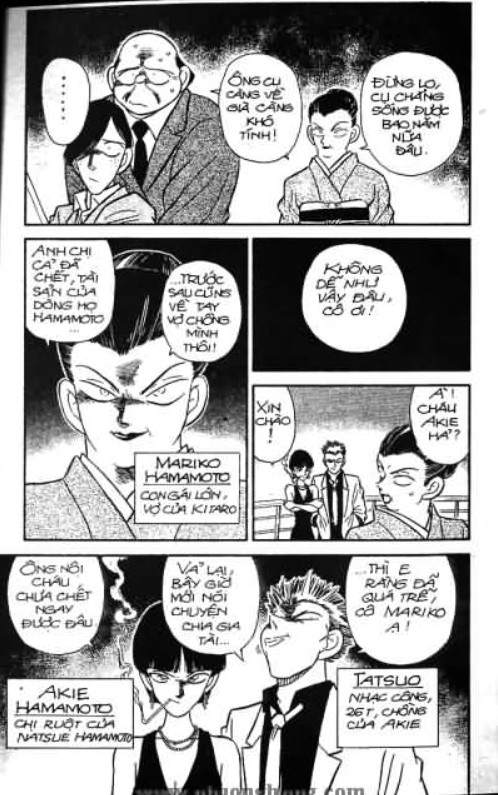 ......
ÔNG CỤ
CÀNG VỀ
GIÀ CÀNG
KHÓ
TÍNH!
ĐỪNG LO,
CỤ CHẲNG
SỐNG ĐƯỢC
BAO NĂM
NỮA
ĐÂU.
ANH CHỊ
CẢ ĐÃ
CHẾT, TÀI
SẢN CỦA
DÒNG HỌ
HAMAMOTO
...
...TRƯỚC
SAU CŨNG
VỀ TAY
VỢ CHỒNG
MÌNH
THÔI!
MARIKO
HAMAMOTO
CON GÁI LỚN,
VỢ CỦA KITARO
KHÔNG
DỄ NHƯ
VẬY ĐÂU,
CÔ ƠI!
XIN
CHÀO
!
À!
CHÁU
AKIE
HẢ?
ÔNG NỘI
CHÁU
CHƯA CHẾT
NGAY
ĐƯỢC ĐÂU.
VẢ LẠI,
BÂY GIỜ
MỚI NÓI
CHUYỆN
CHIA GIA
TÀI...
...THÌ E
RẰNG ĐÃ
QUÁ TRỄ,
CÔ MARIKO
Ạ!
AKIE
HAMAMOTO
CHỊ RUỘT CỦA
NATSUE HAMAMOTO
TATSUO
NHẠC CÔNG,
26T, CHỒNG
CỦA AKIE